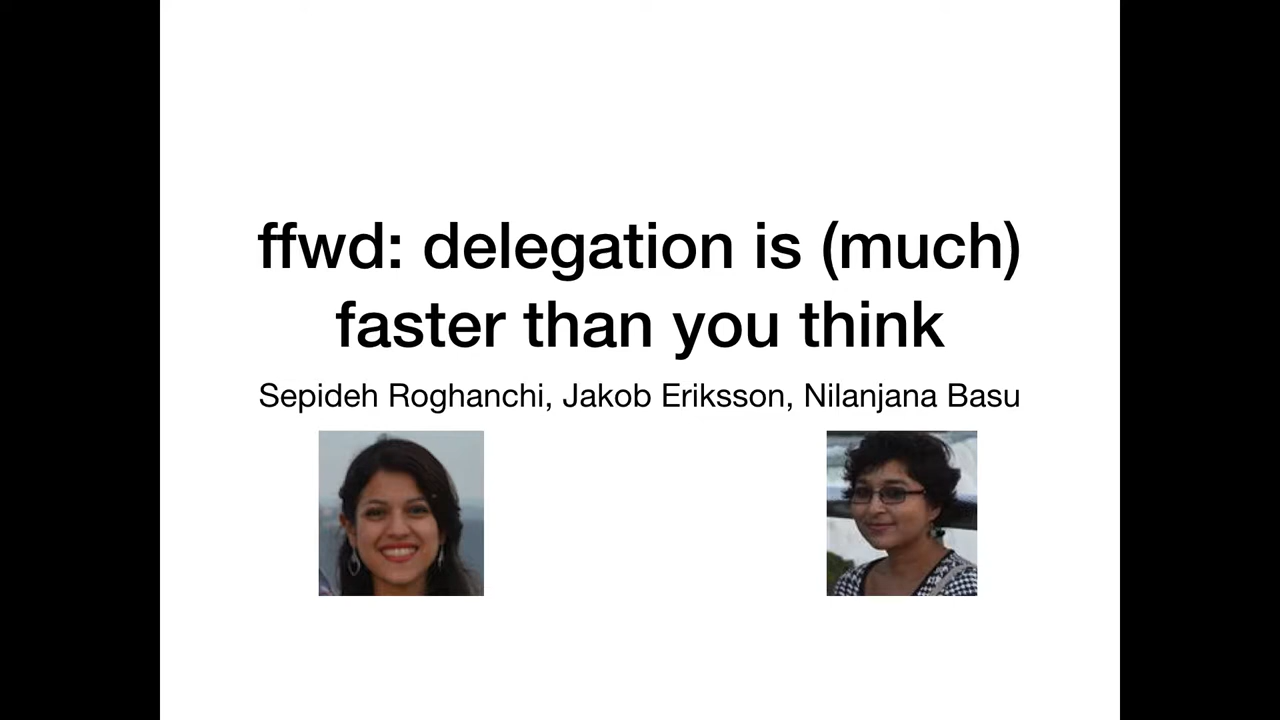 ffwd: delegation is (much)
faster than you think
Sepideh Roghanchi, Jakob Eriksson, Nilanjana Basu